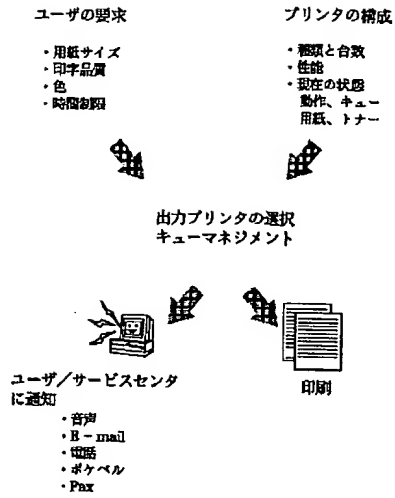 ユーザの要求
・用紙サイズ
・印字品質
・色
・時間制限
プリンタの構成
・種類と台数
・性能
・現在の状態
動作、キュー
用紙、トナー
出力プリンタの選択
キューマネジメント
ユーザ／サービスセンタ
に通知
・音声
・E－mail
・電話
・ポケベル
・Fax
印刷